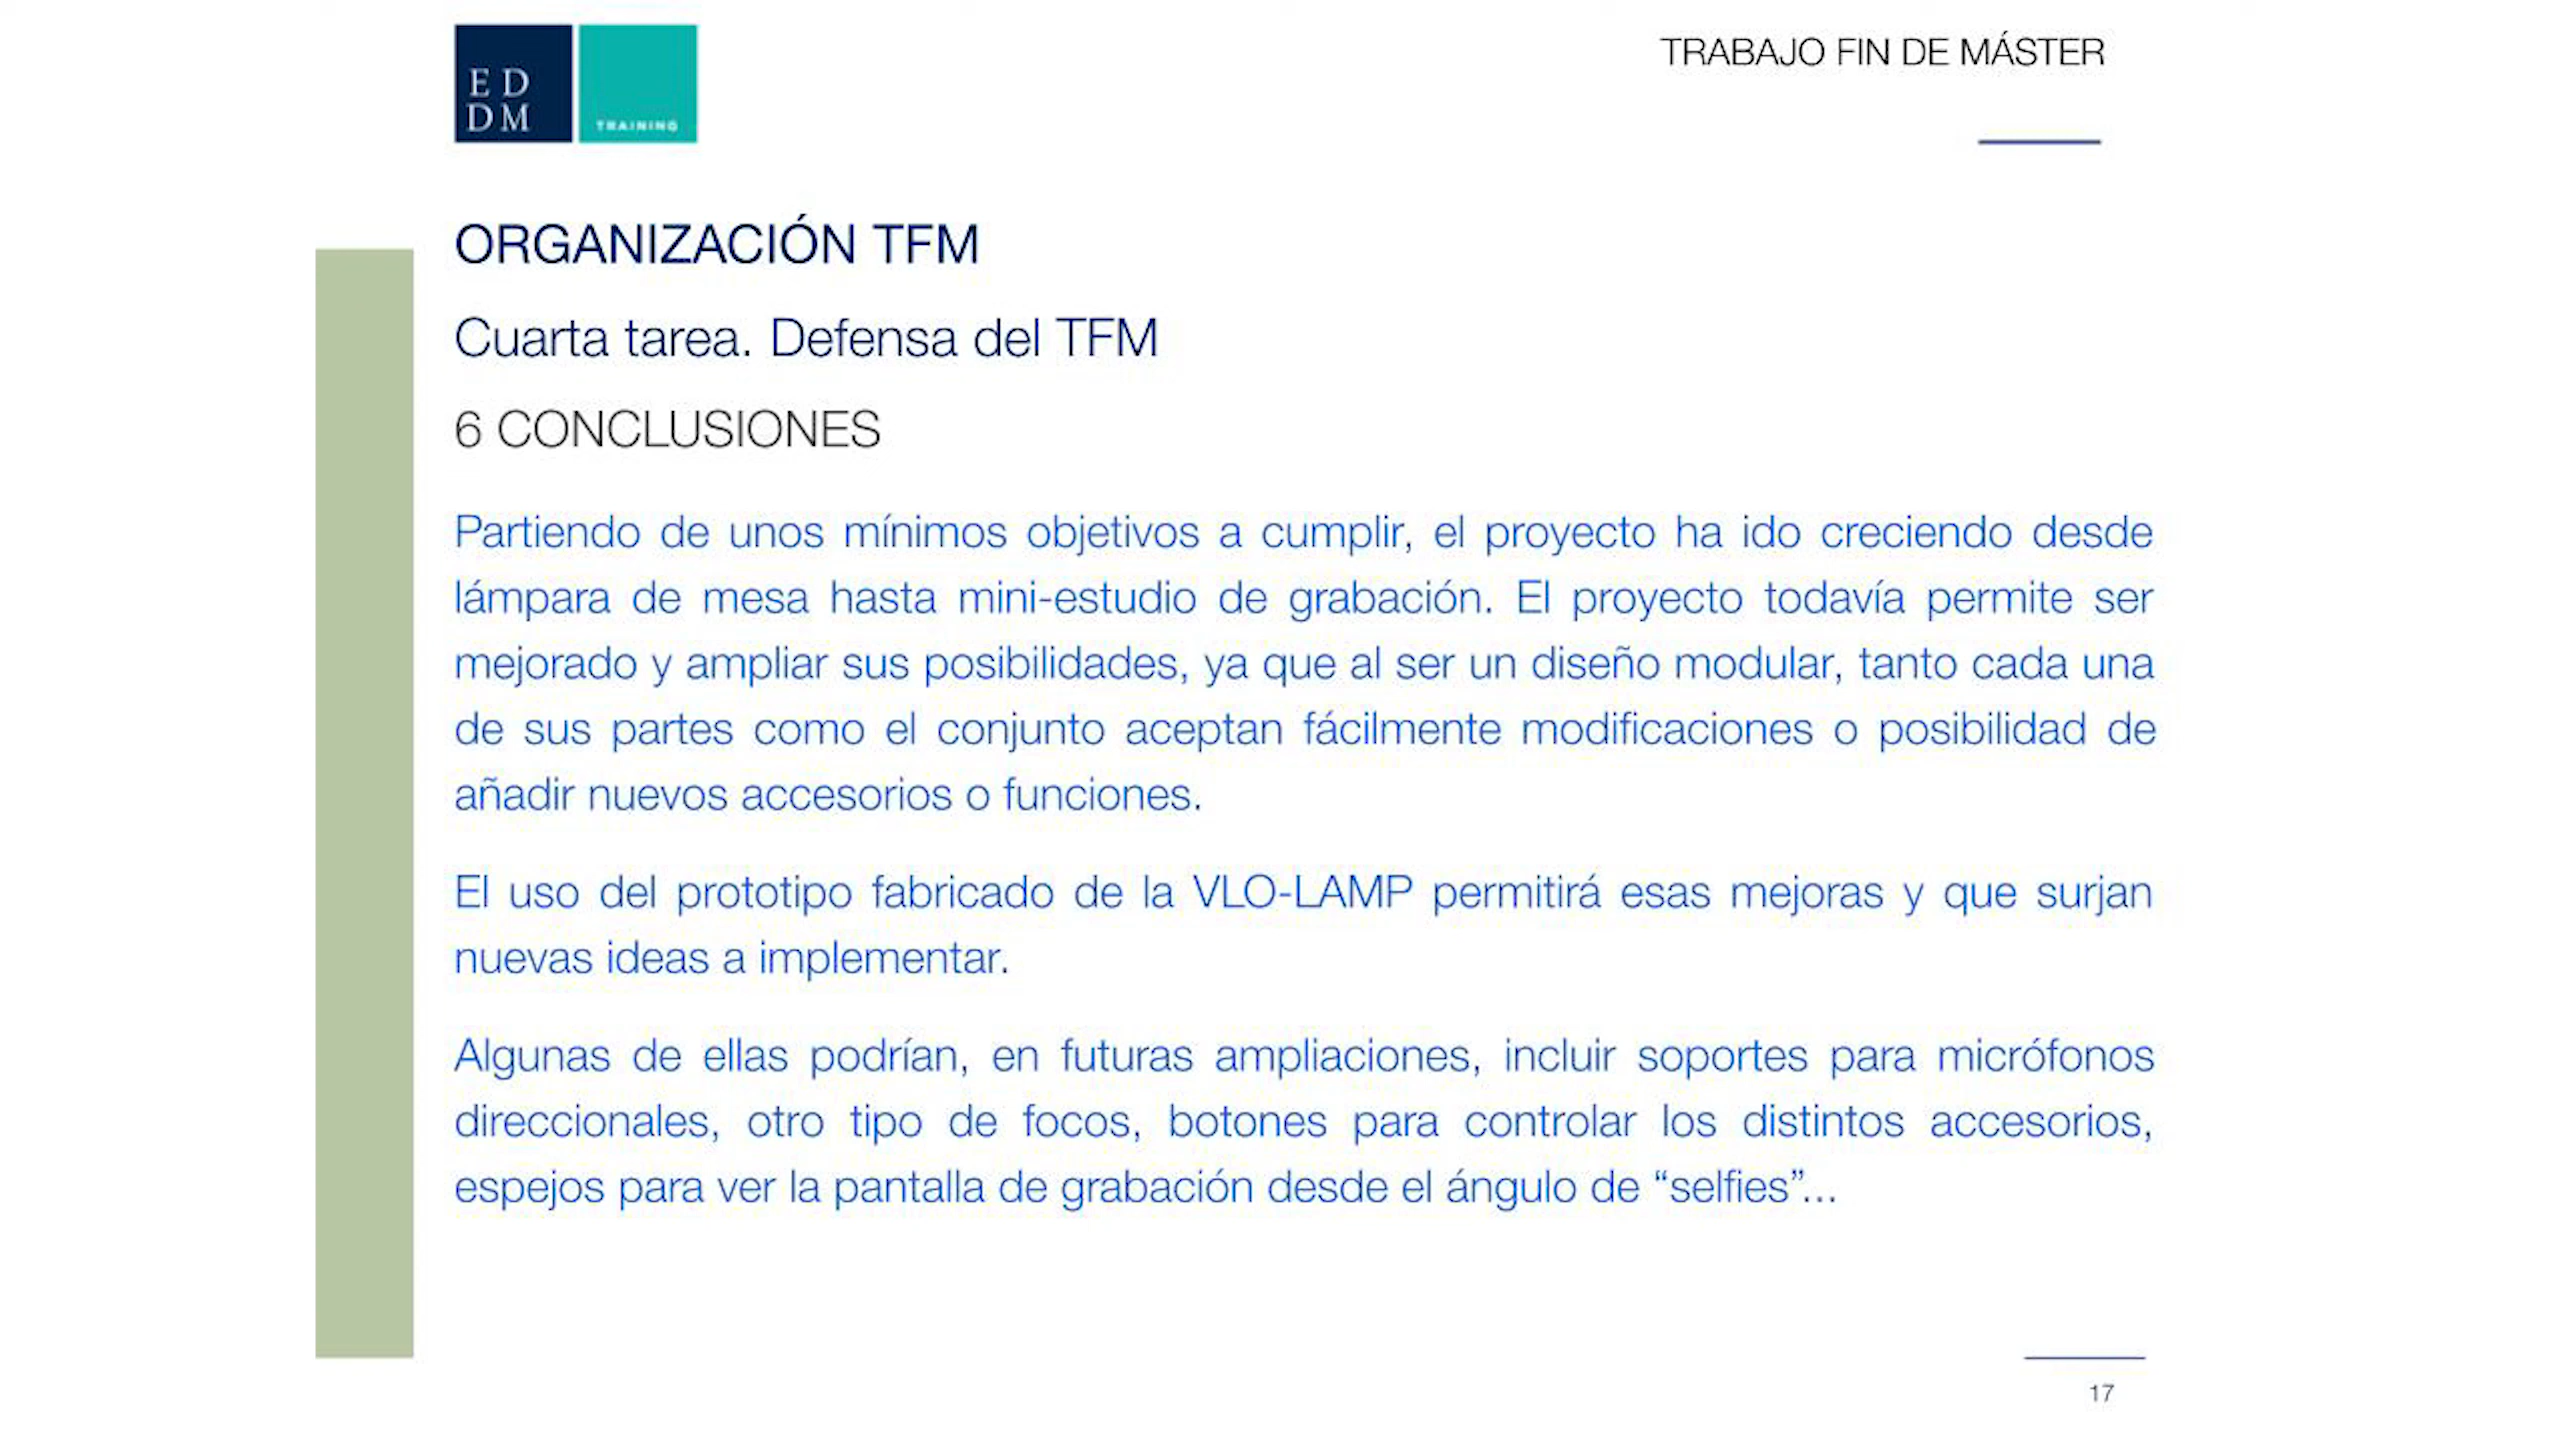 E D
D M
TRAINING
TRABAJO FIN DE MÁSTER
ORGANIZACIÓN TFM
Cuarta tarea. Defensa del TFM
6 CONCLUSIONES
Partiendo de unos mínimos objetivos a cumplir, el proyecto ha ido creciendo desde
lámpara de mesa hasta mini-estudio de grabación. El proyecto todavía permite ser
mejorado y ampliar sus posibilidades, ya que al ser un diseño modular, tanto cada una
de sus partes como el conjunto aceptan fácilmente modificaciones o posibilidad de
añadir nuevos accesorios o funciones.
El uso del prototipo fabricado de la VLO-LAMP permitirá esas mejoras y que surjan
nuevas ideas a implementar.
Algunas de ellas podrían, en futuras ampliaciones, incluir soportes para micrófonos
direccionales, otro tipo de focos, botones para controlar los distintos accesorios,
espejos para ver la pantalla de grabación desde el ángulo de “selfies”...
17